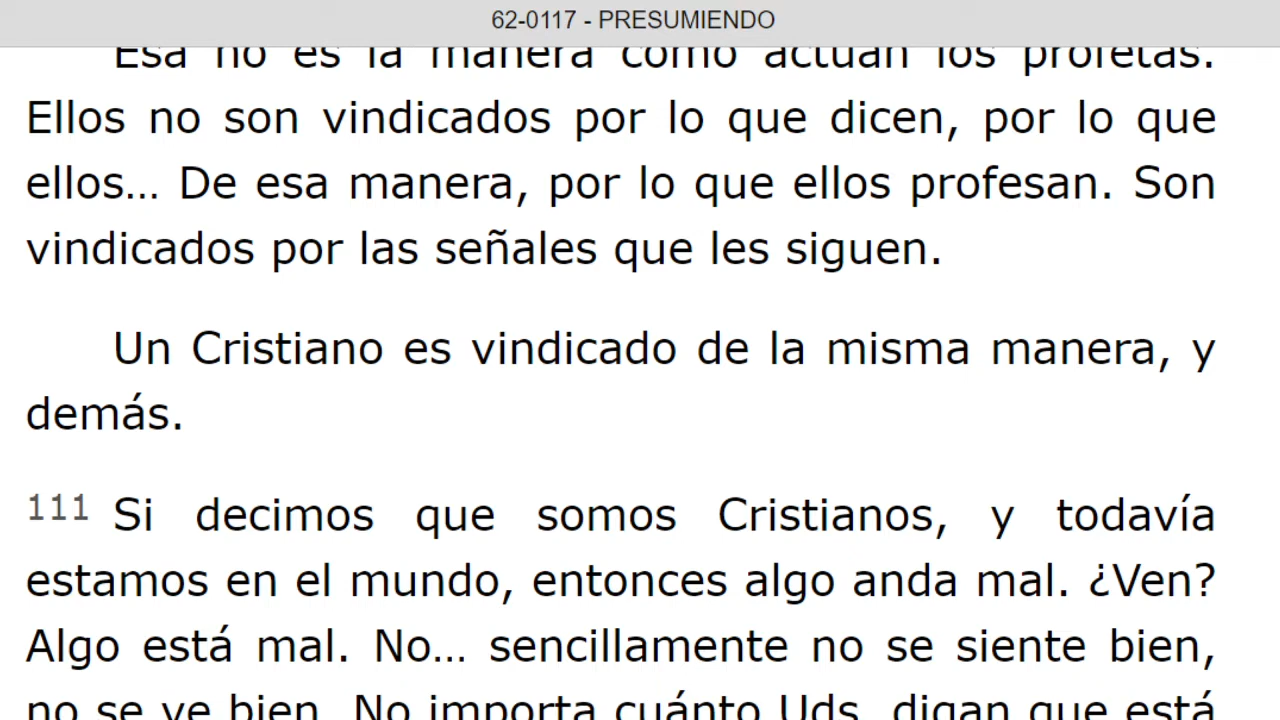 62-0117 - PRESUMIENDO
Esa no es la manera como actúan los profetas.
Ellos no son vindicados por lo que dicen, por lo que
ellos… De esa manera, por lo que ellos profesan. Son
vindicados por las señales que les siguen.
Un Cristiano es vindicado de la misma manera, y
demás.
111 Si decimos que somos Cristianos, y todavía
estamos en el mundo, entonces algo anda mal. ¿Ven?
Algo está mal. No… sencillamente no se siente bien,
no se ve bien. No importa cuánto Uds. digan que está